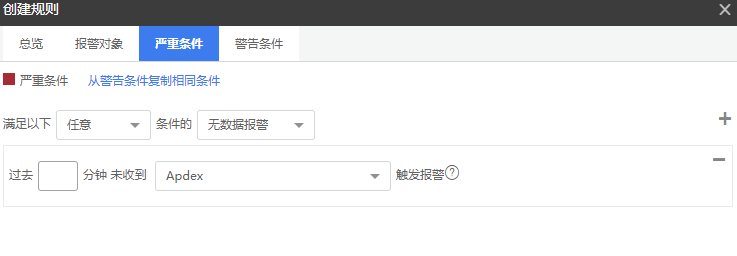 创建规则
总览 报警对象 严重条件 警告条件
严重条件 从警告条件复制相同条件
满足以下 任意 条件的 无数据报警
过去 分钟 未收到 Apdex 触发报警?